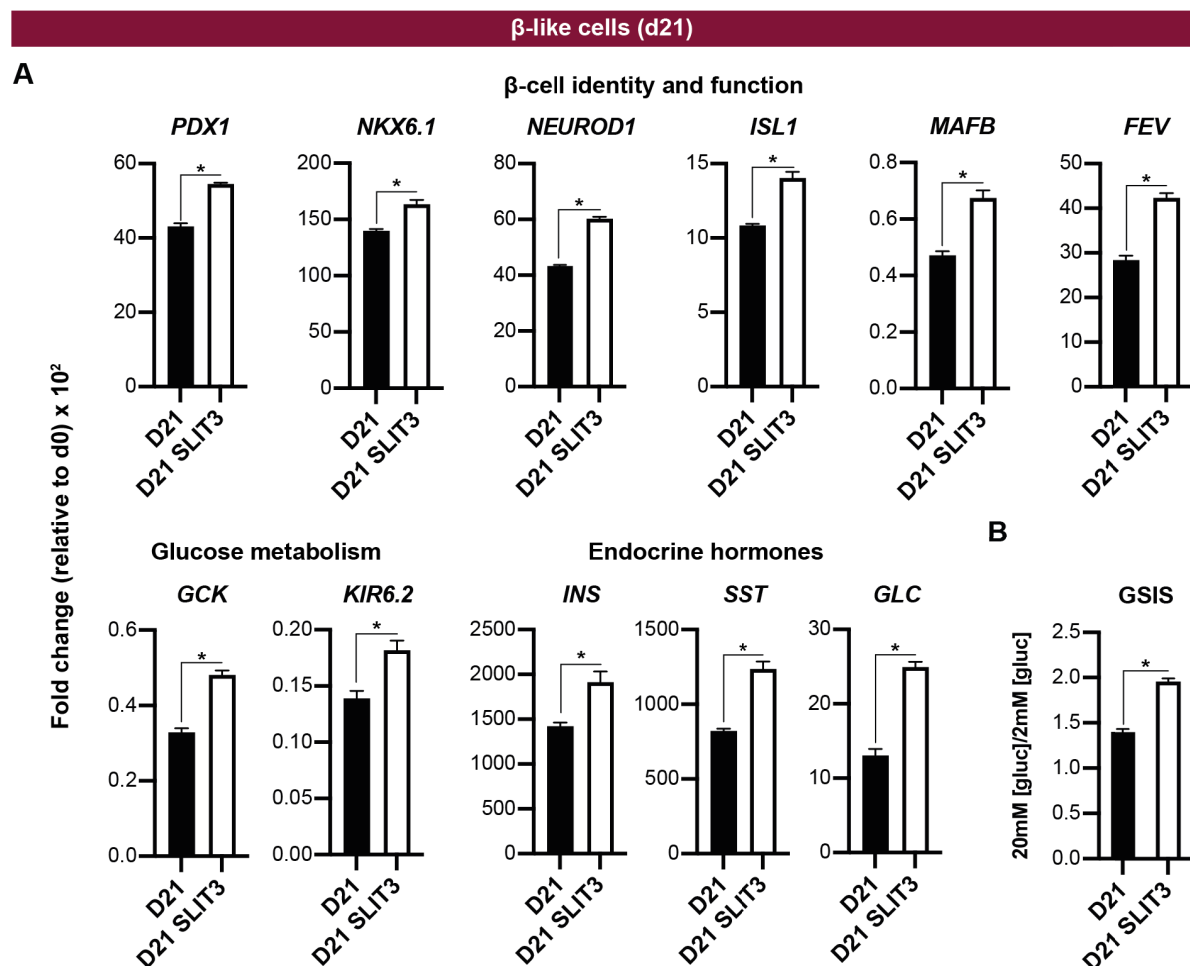 β-like cells (d21)
A
β-cell identity and function
PDX1 NKX6.1 NEUROD1 ISL1 MAFB FEV
60 200 80 15 0.8 50
* * * * * *
40 150 60 10 0.6 40
20 100 40 5 0.4 30
0 50 20 0 0.2 20
0 0 0.0 10
0
D21 D21 SLIT3 D21 D21 SLIT3 D21 D21 SLIT3 D21 D21 SLIT3 D21 D21 SLIT3 D21 D21 SLIT3
Fold change (relative to d0) x 10²
Glucose metabolism Endocrine hormones B
GCK KIR6.2 INS SST GLC GSIS
0.6 0.20 2500 1500 30 2.5
* * * * * *
0.4 0.15 2000 1000 20 2.0
0.2 0.10 1500 500 10 1.5
0.0 0.05 1000 0 0 1.0
0.00 500 0.5
0 0.0
20mM [gluc]/2mM [gluc]
D21 D21 SLIT3 D21 D21 SLIT3 D21 D21 SLIT3 D21 D21 SLIT3 D21 D21 SLIT3 D21 D21 SLIT3